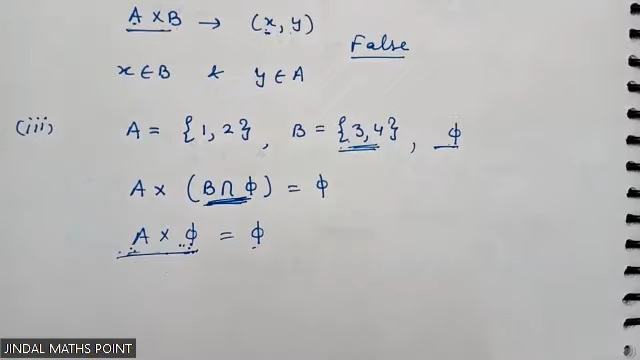 A × B → (x, y)
False
x ∈ B & y ∈ A
(iii) A = {1, 2}, B = {3, 4}, ϕ
A × (B ∩ ϕ) = ϕ
A × ϕ = ϕ
JINDAL MATHS POINT